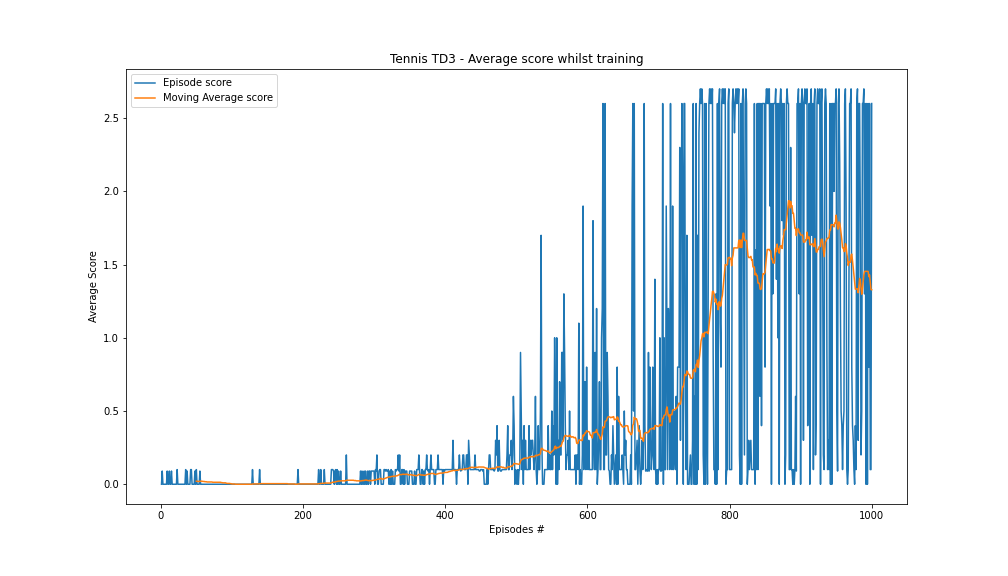 Tennis TD3 - Average score whilst training
Episode score
Moving Average score
2.5
2.0
1.5
1.0
0.5
0.0
Average Score
0 200 400 600 800 1000
Episodes #